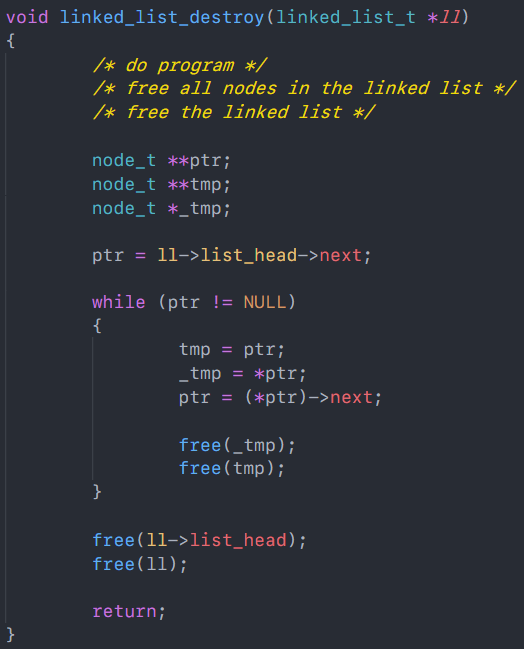 void linked_list_destroy(linked_list_t *ll)
{
/* do program */
/* free all nodes in the linked list */
/* free the linked list */
node_t **ptr;
node_t **tmp;
node_t *_tmp;
ptr = ll->list_head->next;
while (ptr != NULL)
{
tmp = ptr;
_tmp = *ptr;
ptr = (*ptr)->next;
free(_tmp);
free(tmp);
}
free(ll->list_head);
free(ll);
return;
}